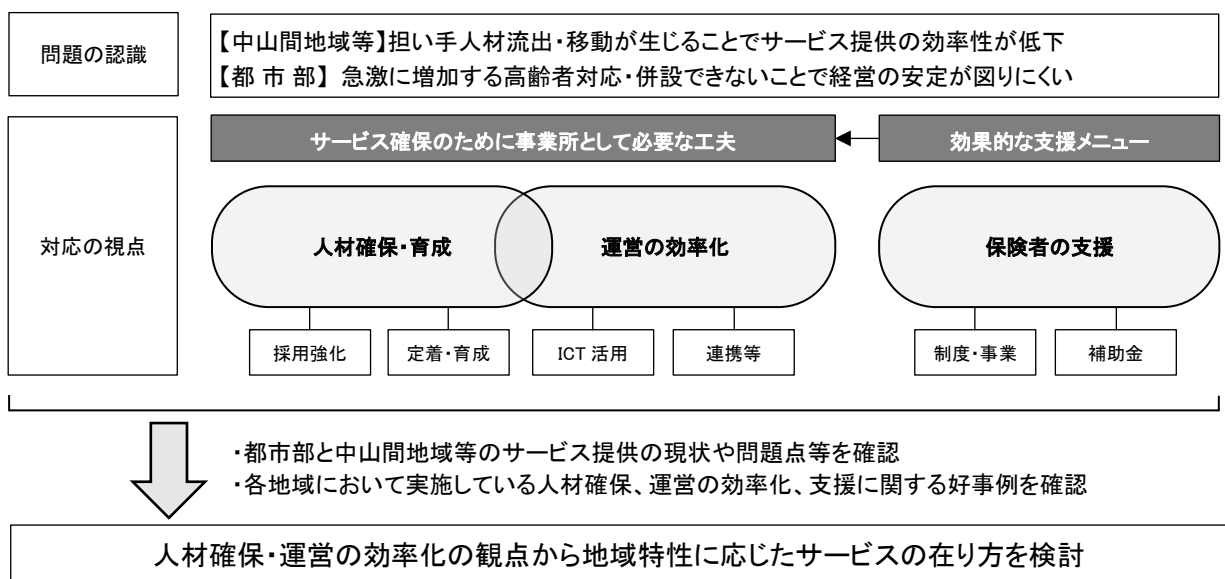 問題の認識
【中山間地域等】担い手人材流出・移動が生じることでサービス提供の効率性が低下
【都 市 部】 急激に増加する高齢者対応・併設できないことで経営の安定が図りにくい
対応の視点
サービス確保のために事業所として必要な工夫
効果的な支援メニュー
人材確保・育成
運営の効率化
保険者の支援
採用強化
定着・育成
ICT 活用
連携等
制度・事業
補助金
・都市部と中山間地域等のサービス提供の現状や問題点等を確認
・各地域において実施している人材確保、運営の効率化、支援に関する好事例を確認
人材確保・運営の効率化の観点から地域特性に応じたサービスの在り方を検討